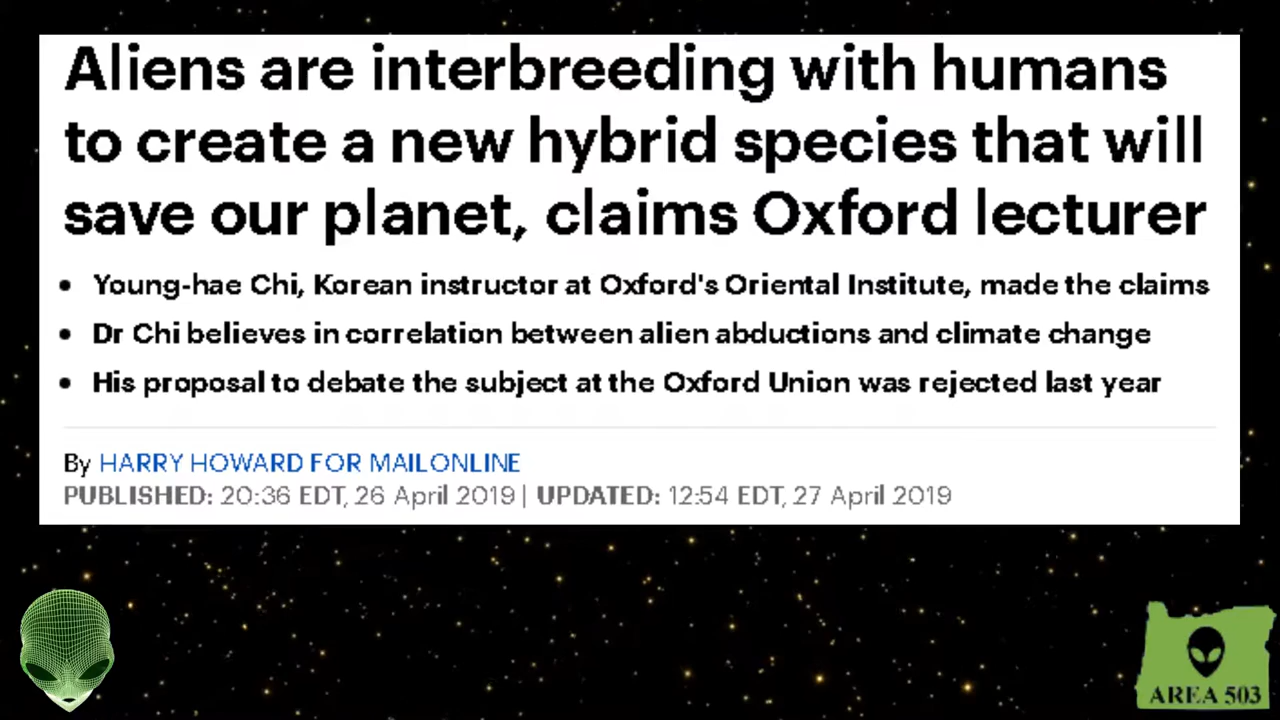 Aliens are interbreeding with humans
to create a new hybrid species that will
save our planet, claims Oxford lecturer
• Young-hae Chi, Korean instructor at Oxford's Oriental Institute, made the claims
• Dr Chi believes in correlation between alien abductions and climate change
• His proposal to debate the subject at the Oxford Union was rejected last year
By HARRY HOWARD FOR MAILONLINE
PUBLISHED: 20:36 EDT, 26 April 2019 | UPDATED: 12:54 EDT, 27 April 2019
AREA 503